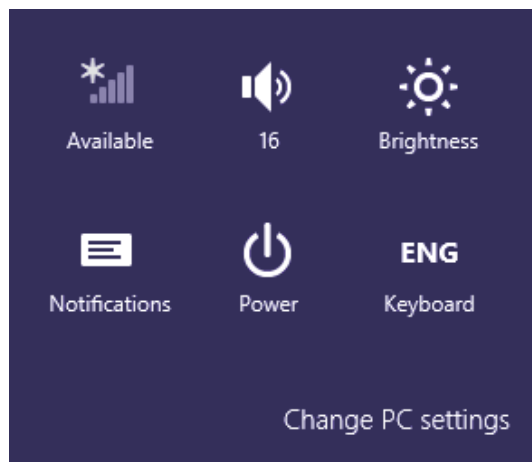 Available
16
Brightness
Notifications
Power
ENG
Keyboard
Change PC settings